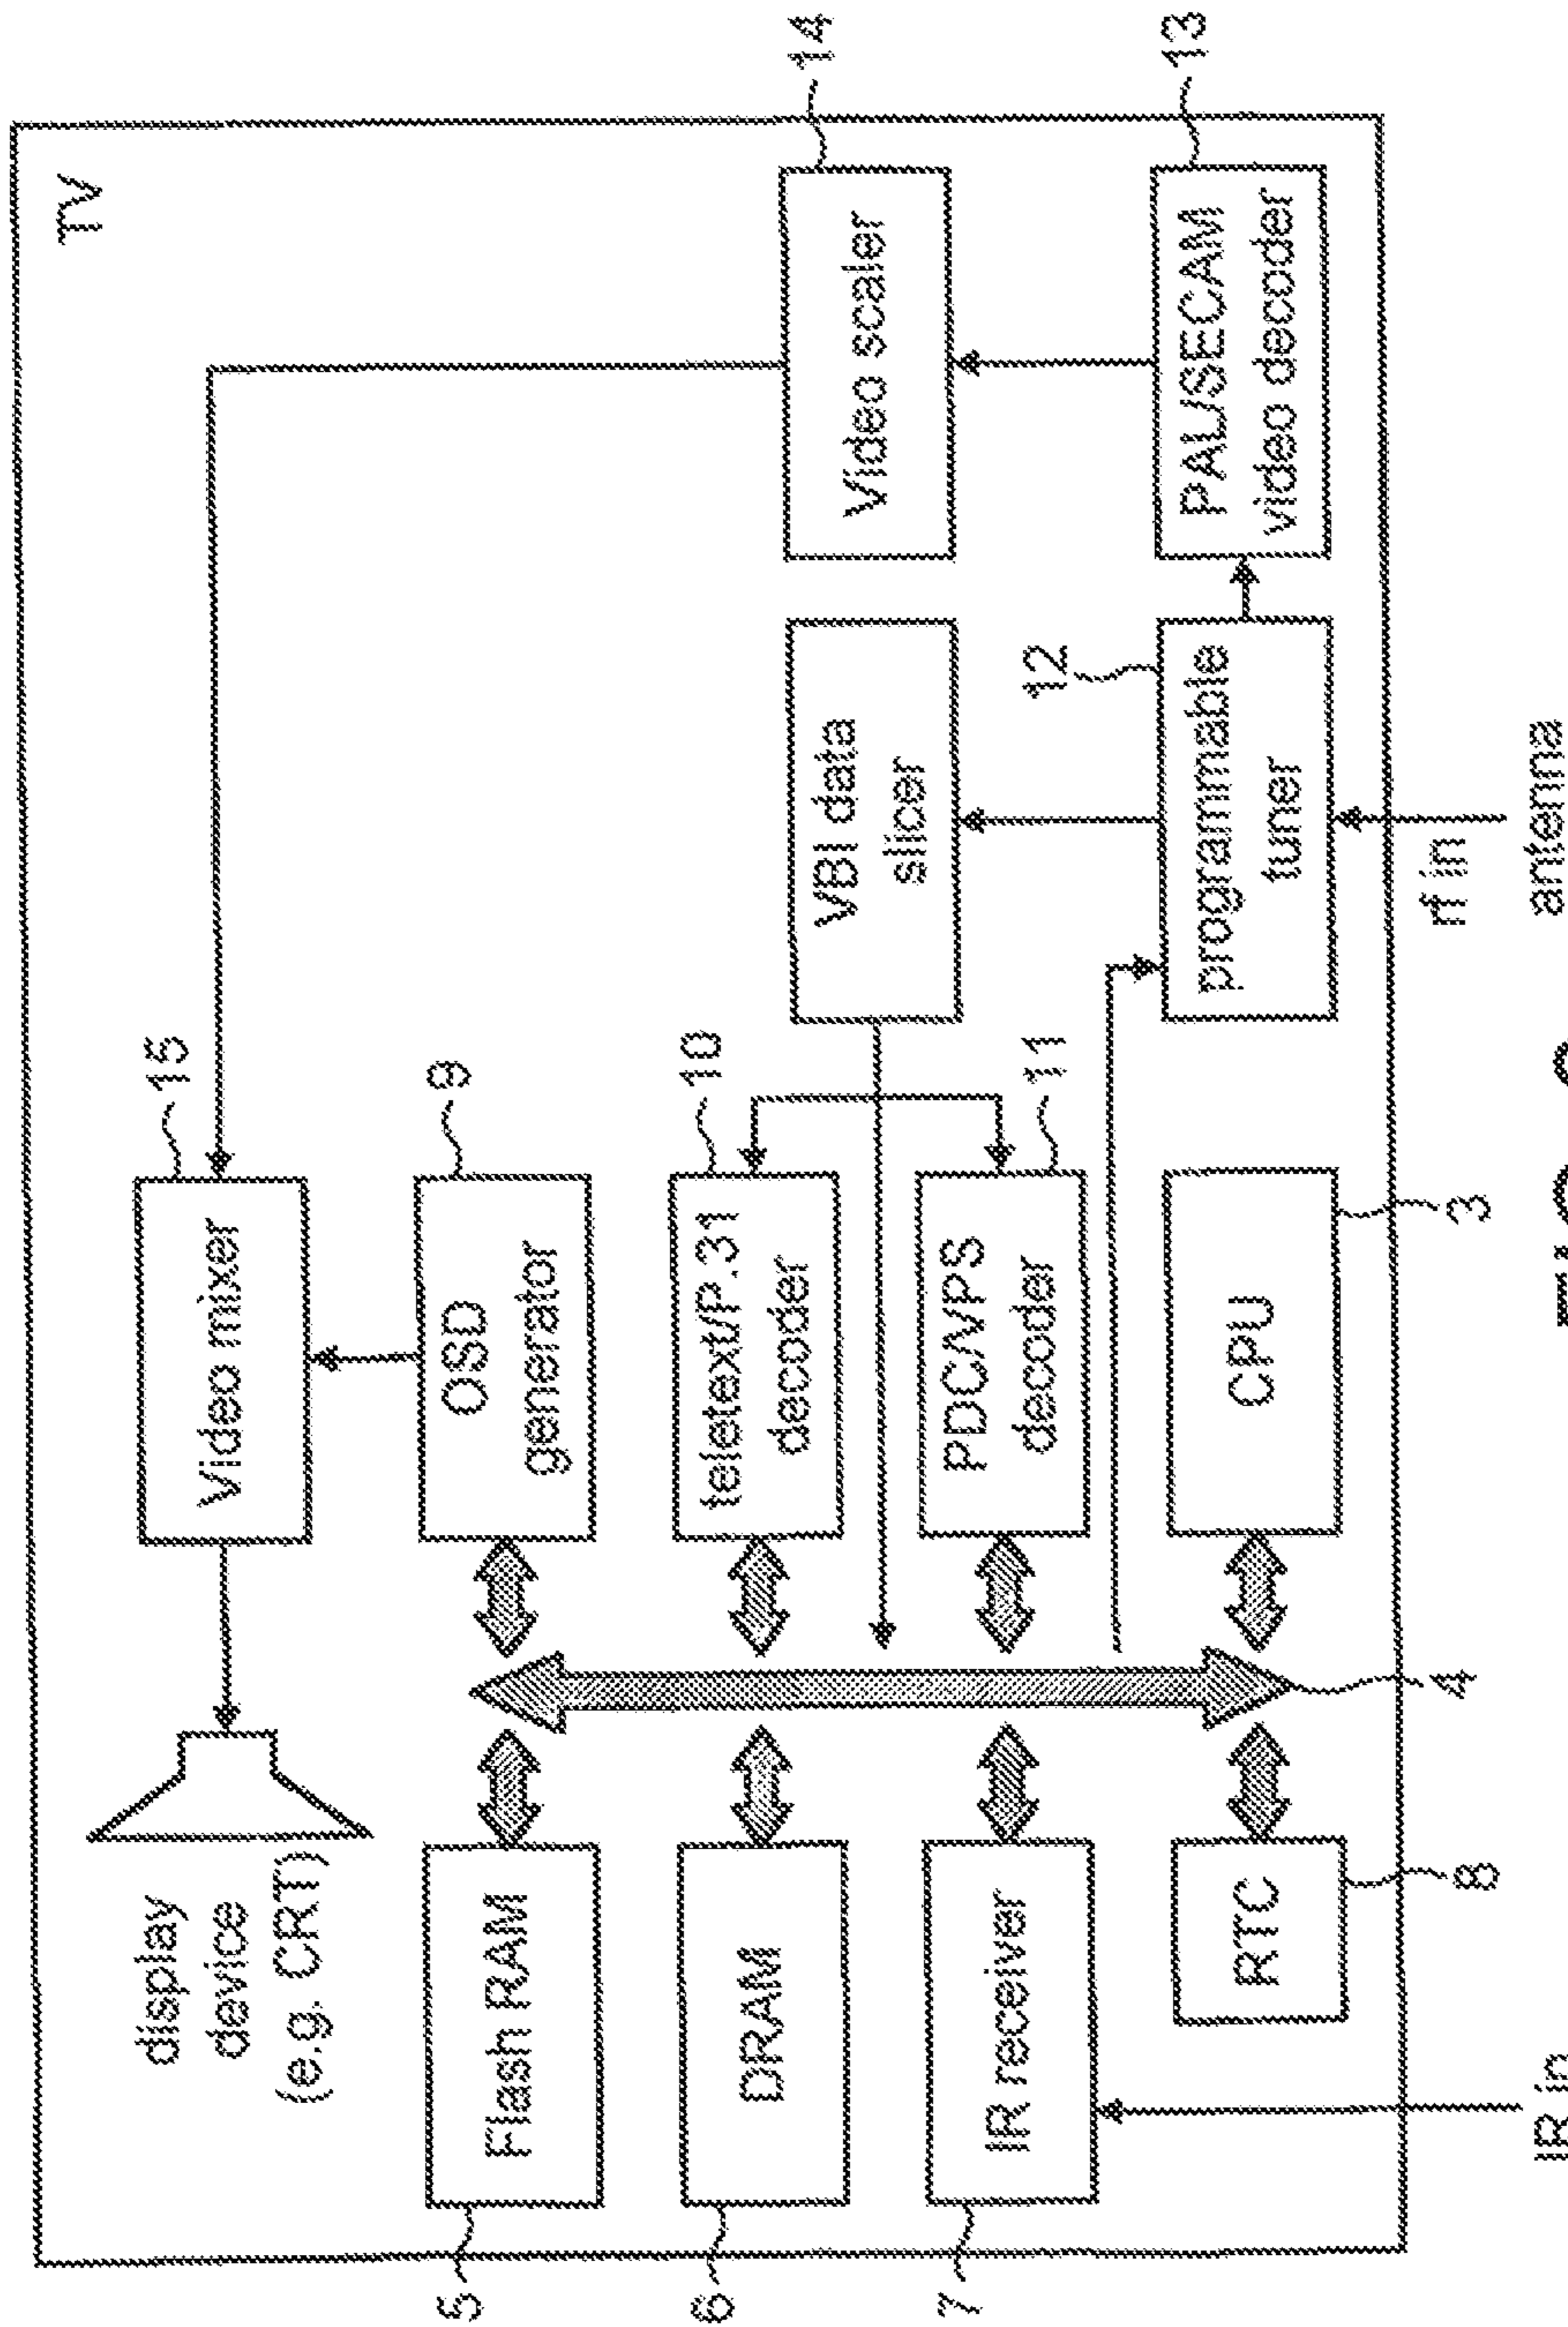 TV
display
device
(e.g. CRT)
Video mixer
15
Flash RAM
5
OSD
generator
9
DRAM
6
teletext/P.31
decoder
10
VBI data
slicer
Video scaler
14
IR receiver
7
PDC/VPS
decoder
11
RTC
8
4
CPU
3
programmable
tuner
12
PAL/SECAM
video decoder
13
IR in
rf in
antenna